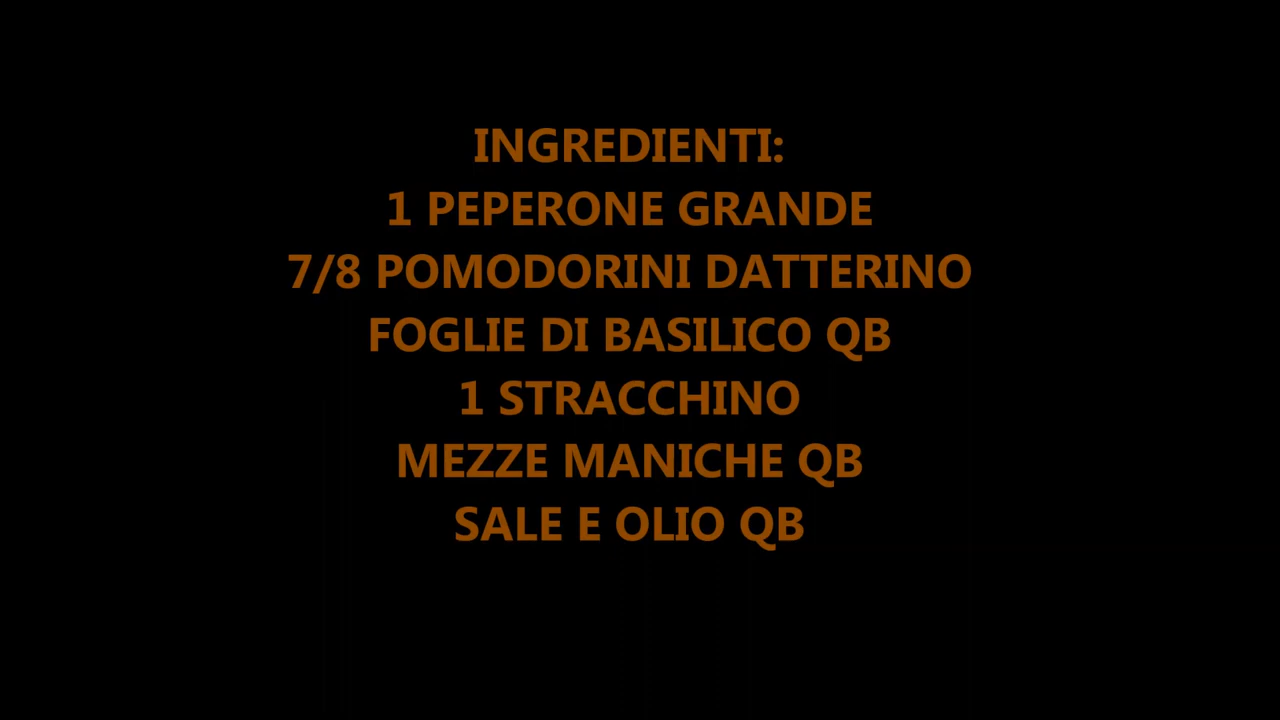 INGREDIENTI:
1 PEPERONE GRANDE
7/8 POMODORINI DATTERINO
FOGLIE DI BASILICO QB
1 STRACCHINO
MEZZE MANICHE QB
SALE E OLIO QB